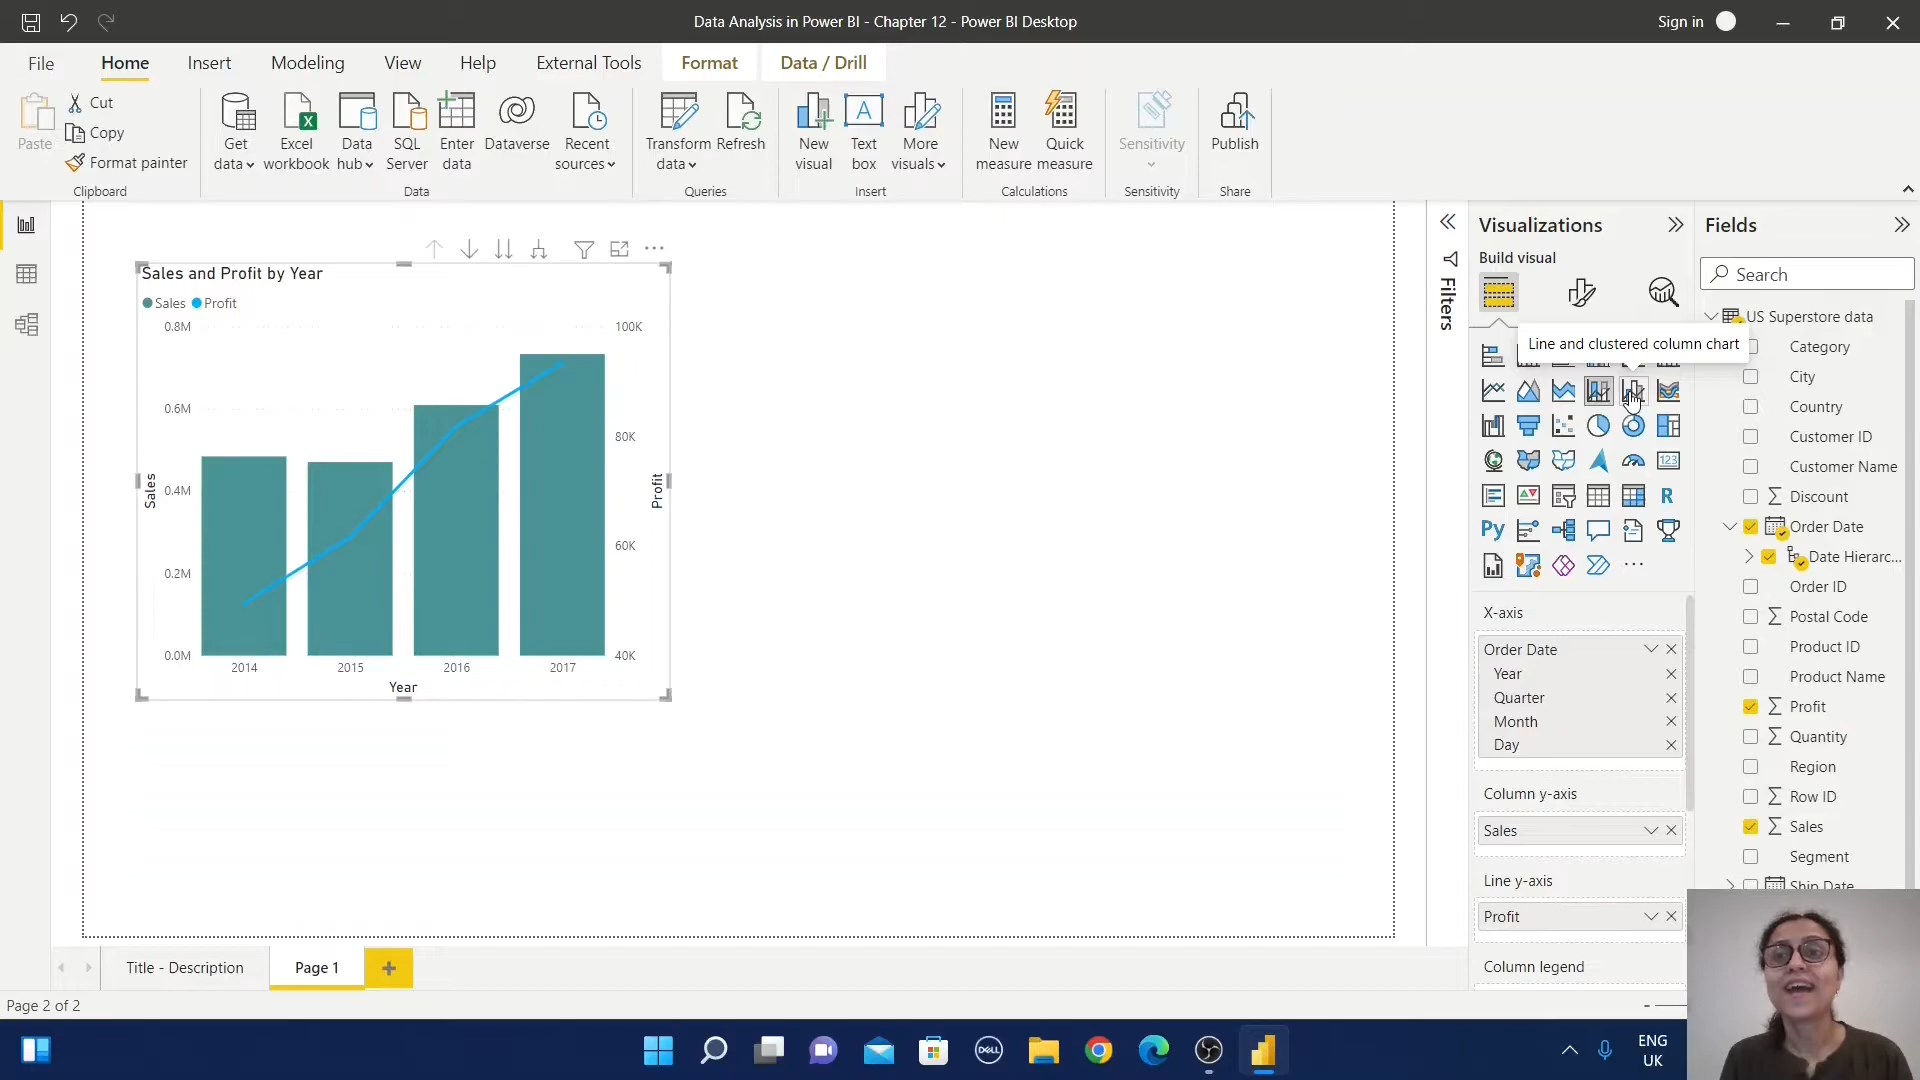 Data Analysis in Power BI - Chapter 12 - Power BI Desktop
Sign in
File
Home
Insert
Modeling
View
Help
External Tools
Format
Data / Drill
Paste
Cut
Copy
Format painter
Clipboard
Get data
Excel workbook
Data hub
SQL Server
Enter data
Dataverse
Recent sources
Data
Transform data
Refresh
Queries
New visual
A
Text box
More visuals
Insert
New measure
Quick measure
Calculations
Sensitivity
Sensitivity
Publish
Share
Sales and Profit by Year
Sales Profit
0.8M
0.6M
0.4M
0.2M
0.0M
Sales
100K
80K
60K
40K
Profit
2014 2015 2016 2017
Year
Filters
Visualizations
Build visual
Line and clustered column chart
123
R
Py
X-axis
Order Date
Year
Quarter
Month
Day
Column y-axis
Sales
Line y-axis
Profit
Column legend
Fields
Search
US Superstore data
Category
City
Country
Customer ID
Customer Name
Discount
Order Date
Date Hierarc...
Order ID
Postal Code
Product ID
Product Name
Profit
Quantity
Region
Row ID
Sales
Segment
Ship Date
Title - Description
Page 1
Page 2 of 2
DELL
ENG
UK